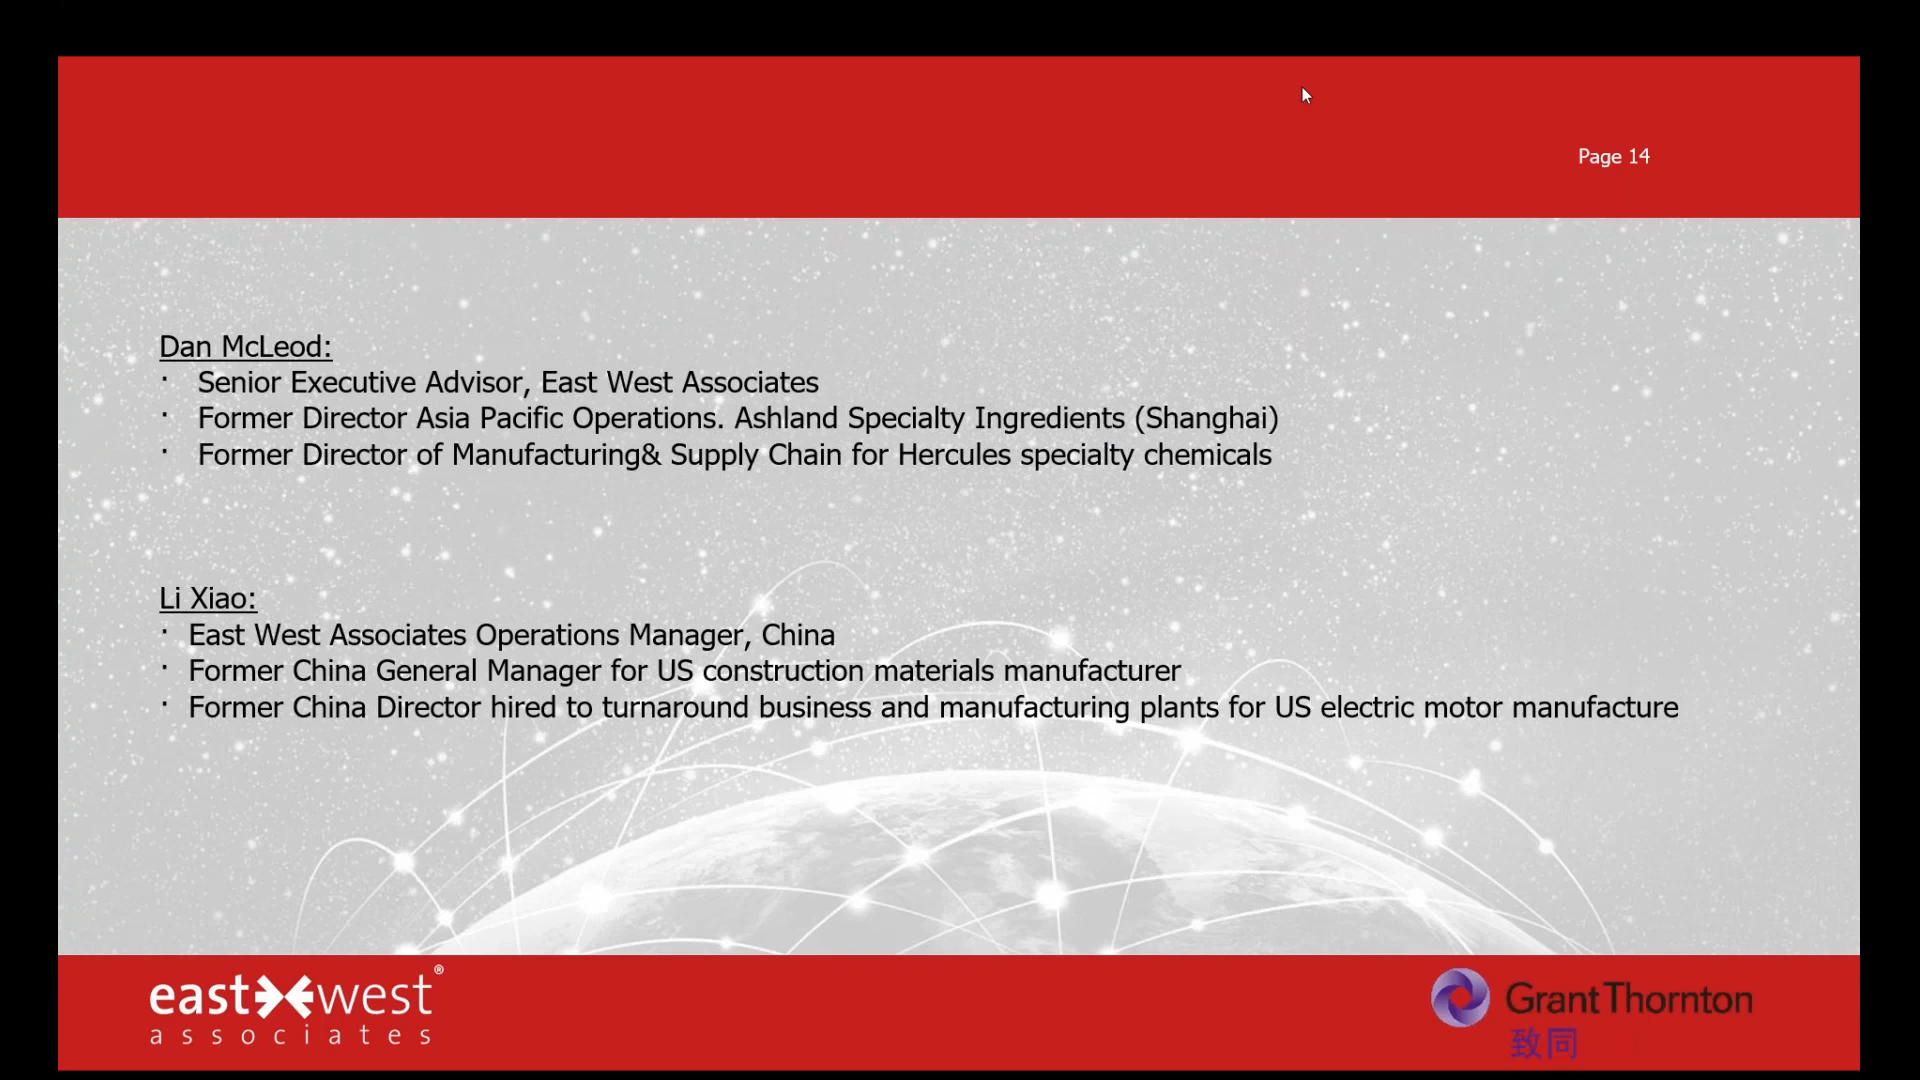 Page 14
Dan McLeod:
· Senior Executive Advisor, East West Associates
· Former Director Asia Pacific Operations. Ashland Specialty Ingredients (Shanghai)
· Former Director of Manufacturing& Supply Chain for Hercules specialty chemicals
Li Xiao:
· East West Associates Operations Manager, China
· Former China General Manager for US construction materials manufacturer
· Former China Director hired to turnaround business and manufacturing plants for US electric motor manufacture
east west®
associates
Grant Thornton
致同